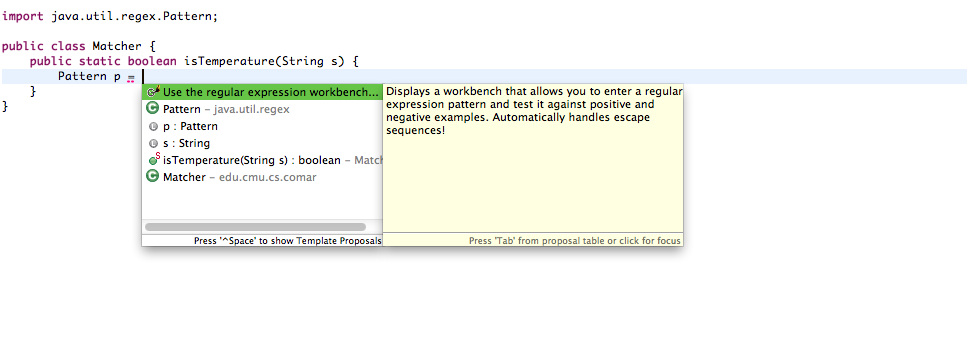 import java.util.regex.Pattern;
public class Matcher {
public static boolean isTemperature(String s) {
Pattern p =
}
}
Use the regular expression workbench...
Pattern – java.util.regex
p : Pattern
s : String
isTemperature(String s) : boolean – Match
Matcher – edu.cmu.cs.comar
Press '^Space' to show Template Proposals
Displays a workbench that allows you to enter a regular
expression pattern and test it against positive and
negative examples. Automatically handles escape
sequences!
Press 'Tab' from proposal table or click for focus